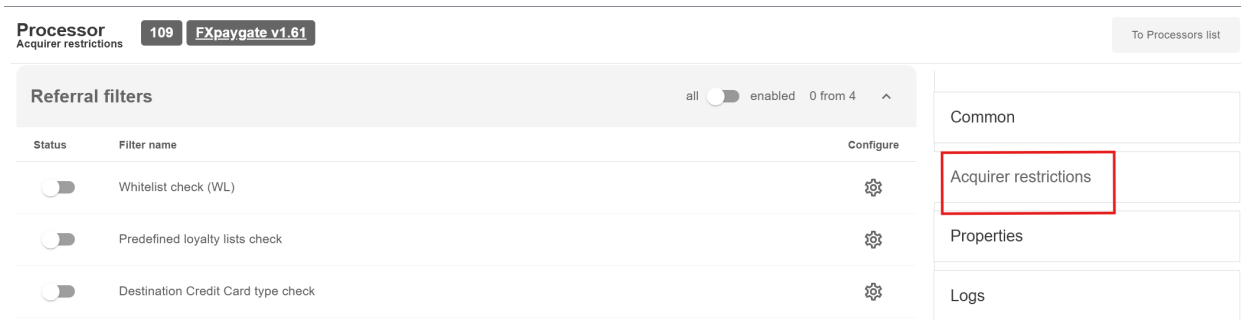 Processor
Acquirer restrictions
109 FXpaygate v1.61
To Processors list
Referral filters
all enabled 0 from 4
Status Filter name Configure
Whitelist check (WL)
Predefined loyalty lists check
Destination Credit Card type check
Common
Acquirer restrictions
Properties
Logs